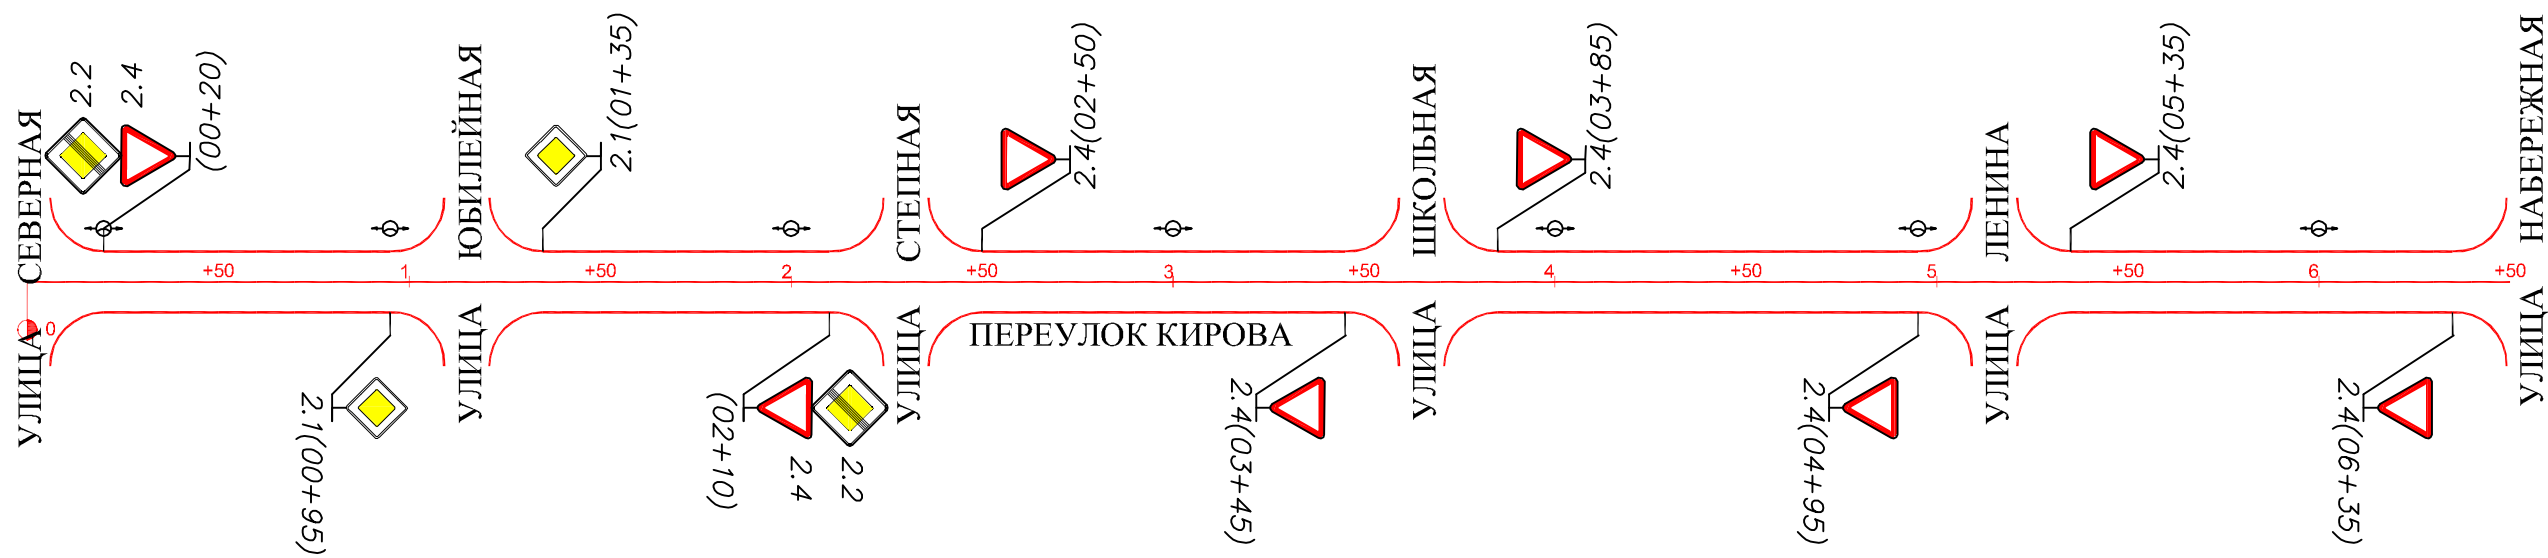 2.2
2.4
(00+20)
2.1(01+35)
2.4(02+50)
2.4(03+85)
2.4(05+35)
УЛИЦА СЕВЕРНАЯ
УЛИЦА ЮБИЛЕЙНАЯ
УЛИЦА СТЕПНАЯ
УЛИЦА ШКОЛЬНАЯ
УЛИЦА ЛЕНИНА
УЛИЦА НАБЕРЕЖНАЯ
0 +50 1 +50 2 +50 3 +50 4 +50 5 +50 6 +50
ПЕРЕУЛОК КИРОВА
2.1(00+95)
(02+10)
2.4
2.2
2.4(03+45)
2.4(04+95)
2.4(06+35)